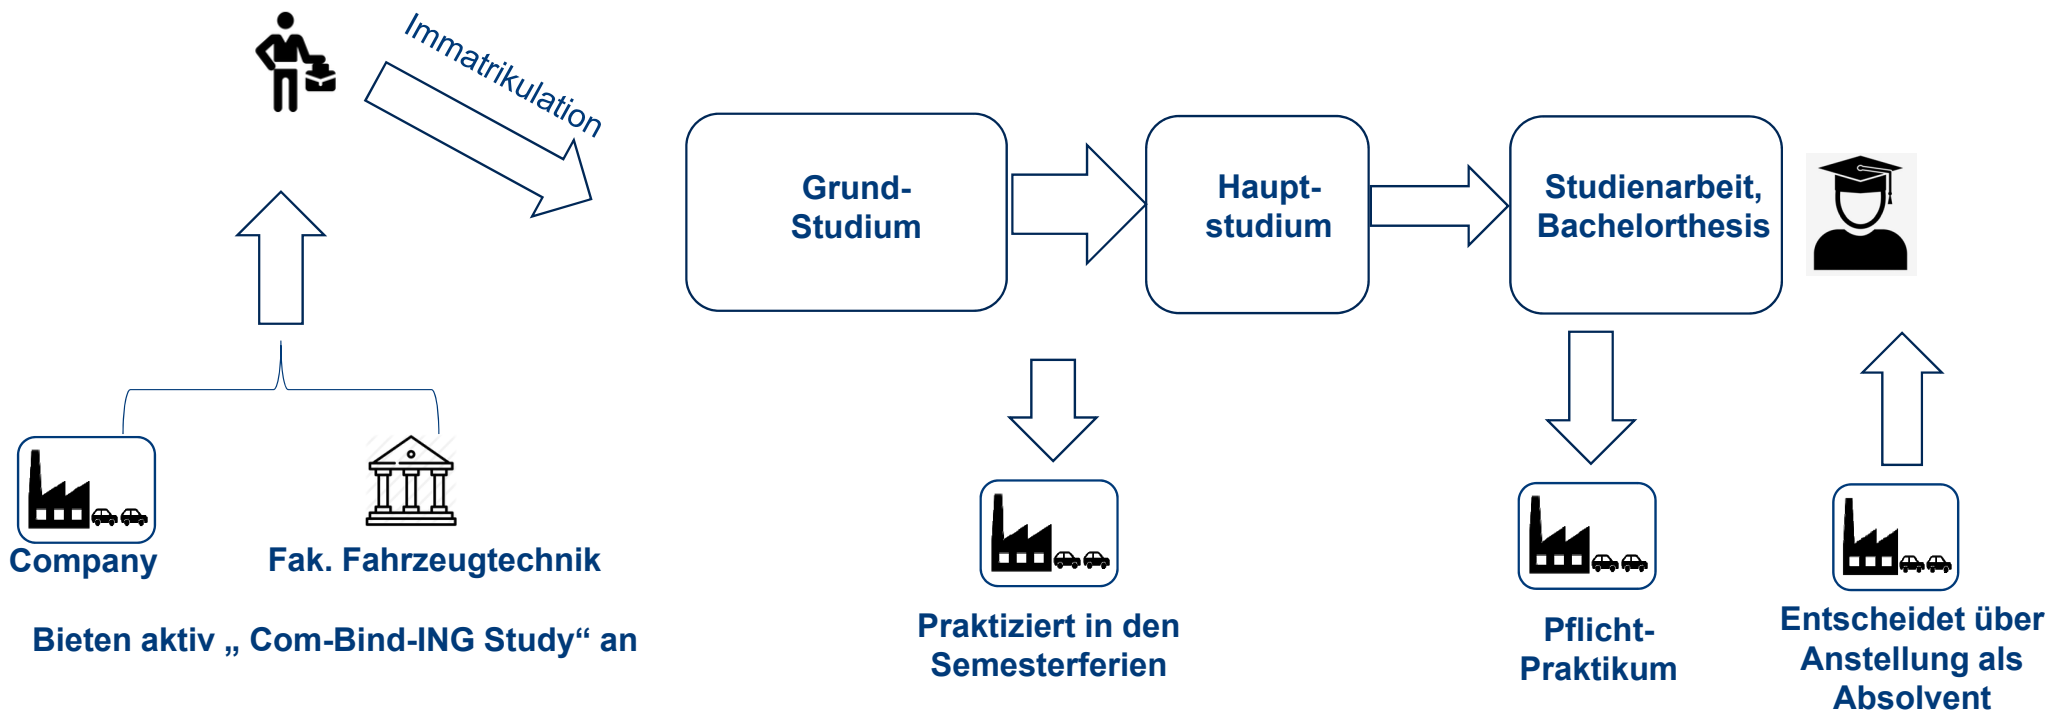 Immatrikulation
Grund-
Studium
Haupt-
studium
Studienarbeit,
Bachelorthesis
Company
Fak. Fahrzeugtechnik
Bieten aktiv „ Com-Bind-ING Study“ an
Praktiziert in den
Semesterferien
Pflicht-
Praktikum
Entscheidet über
Anstellung als
Absolvent